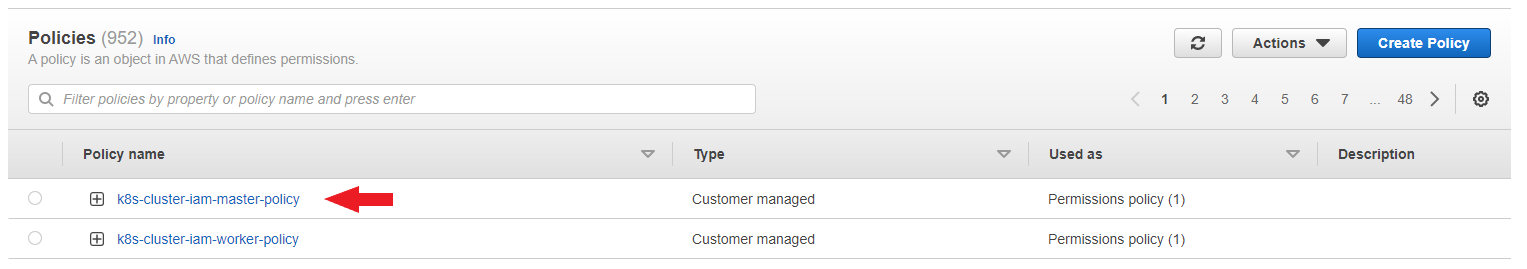 Policies (952) Info
A policy is an object in AWS that defines permissions.
Actions
Create Policy
Filter policies by property or policy name and press enter
1 2 3 4 5 6 7 ... 48
Policy name Type Used as Description
k8s-cluster-iam-master-policy Customer managed Permissions policy (1)
k8s-cluster-iam-worker-policy Customer managed Permissions policy (1)